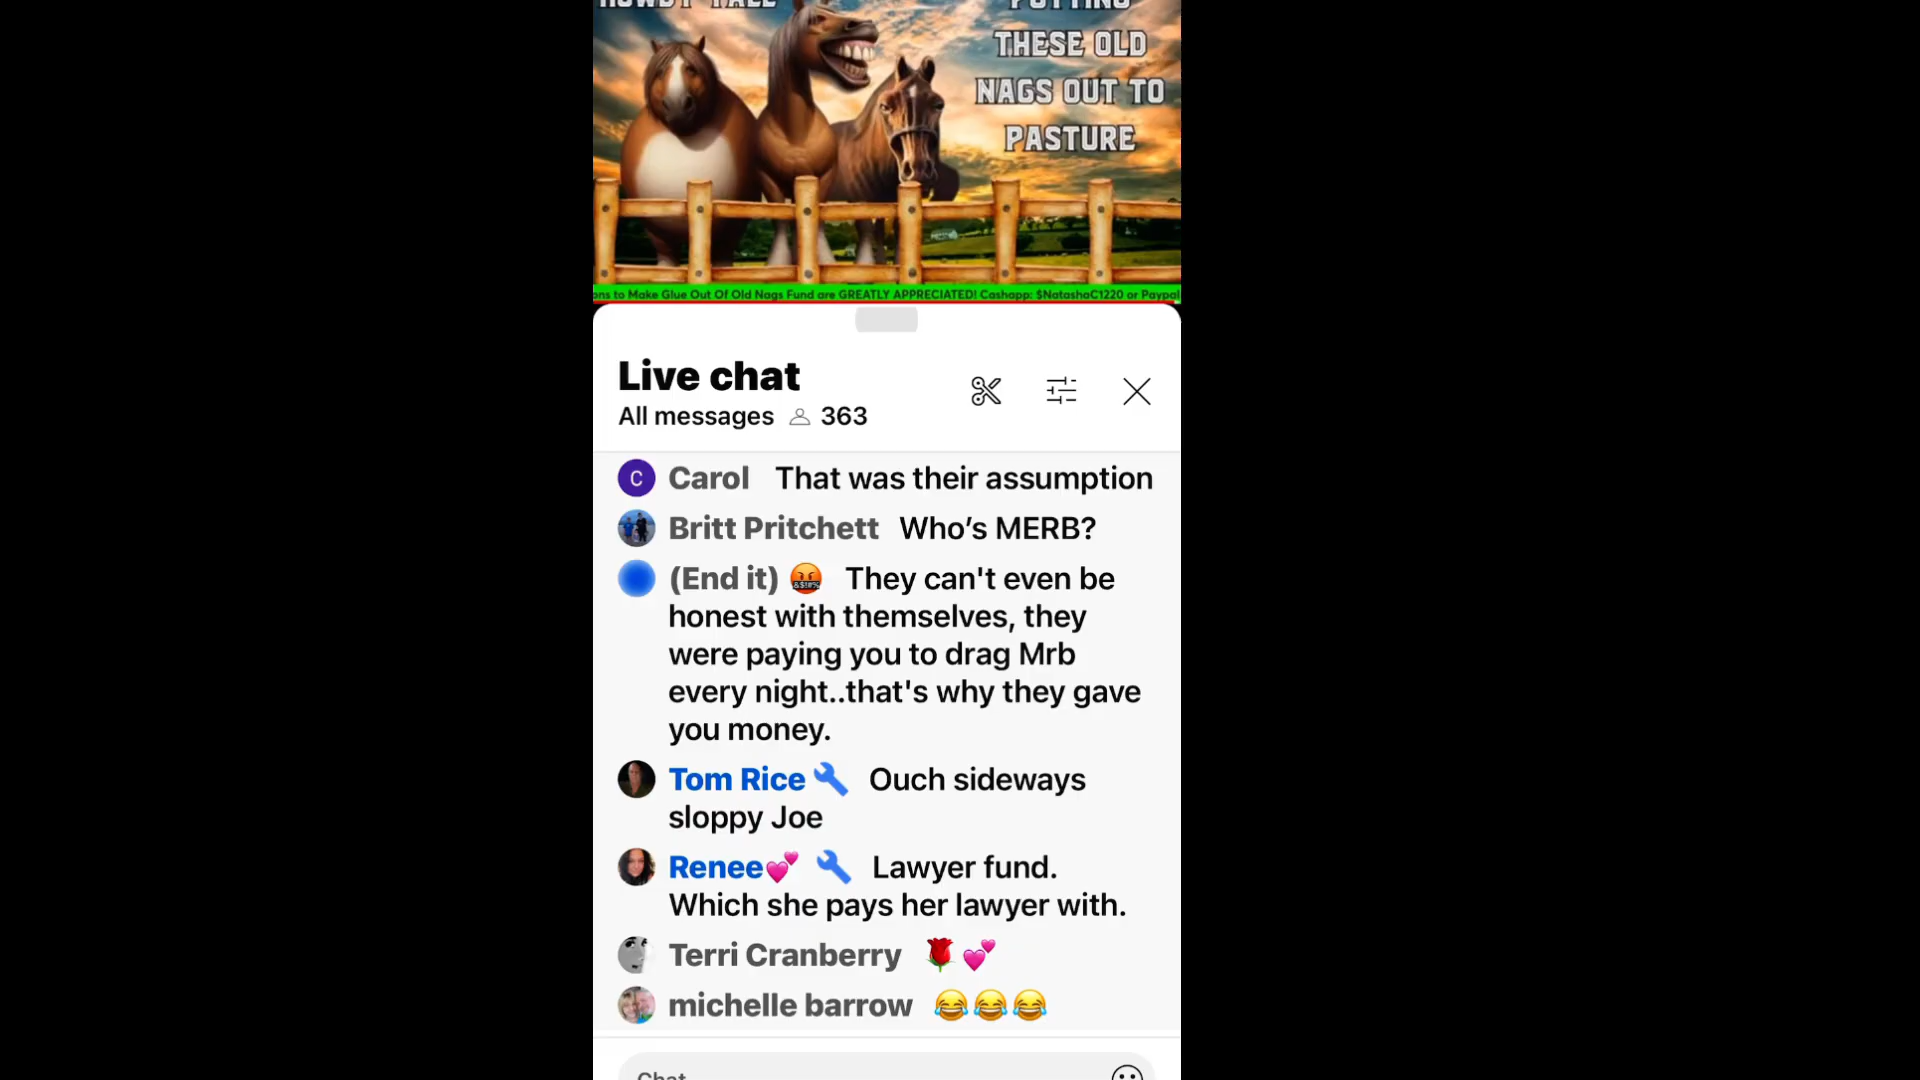 HOWDY YALL
PUTTING
THESE OLD
NAGS OUT TO
PASTURE
ons to Make Glue Out Of Old Nags Fund are GREATLY APPRECIATED! Cashapp: $NatashaC1220 or Paypal
Live chat
All messages 363
C Carol That was their assumption
Britt Pritchett Who’s MERB?
(End it) 🤬 They can't even be
honest with themselves, they
were paying you to drag Mrb
every night..that's why they gave
you money.
Tom Rice 🔧 Ouch sideways
sloppy Joe
Renee💕 🔧 Lawyer fund.
Which she pays her lawyer with.
Terri Cranberry 🌹💕
michelle barrow 😂😂😂
Chat